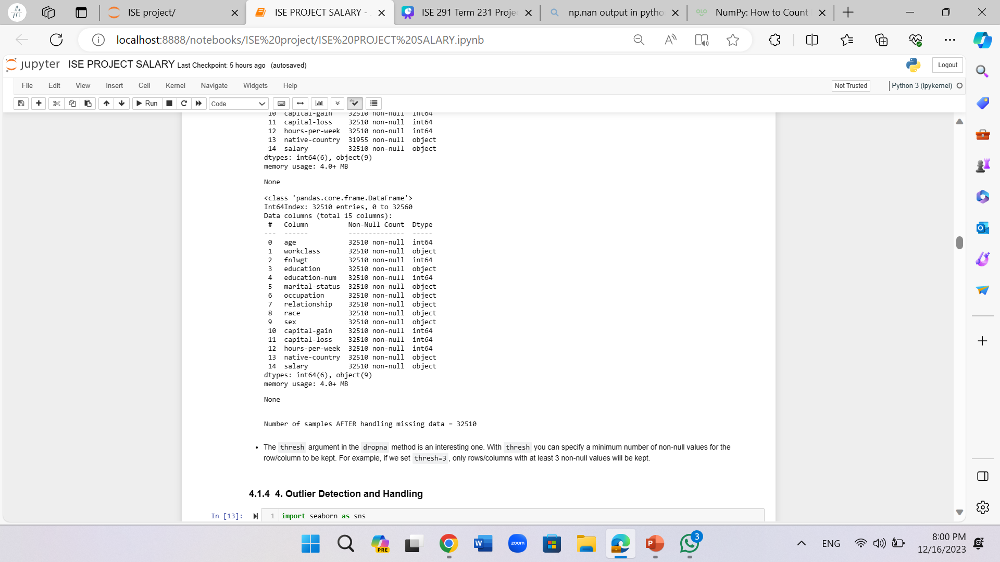 ISE project/
ISE PROJECT SALARY -
ISE 291 Term 231 Projec
np.nan output in pytho
NumPy: How to Count
localhost:8888/notebooks/ISE%20project/ISE%20PROJECT%20SALARY.ipynb
jupyter ISE PROJECT SALARY Last Checkpoint: 5 hours ago (autosaved)
Logout
File Edit View Insert Cell Kernel Navigate Widgets Help
Not Trusted
Python 3 (ipykernel)
Run
Code
10 capital-gain 32510 non-null int64
11 capital-loss 32510 non-null int64
12 hours-per-week 32510 non-null int64
13 native-country 31955 non-null object
14 salary 32510 non-null object
dtypes: int64(6), object(9)
memory usage: 4.0+ MB
None
<class 'pandas.core.frame.DataFrame'>
Int64Index: 32510 entries, 0 to 32560
Data columns (total 15 columns):
# Column Non-Null Count Dtype
--- ------ -------------- -----
0 age 32510 non-null int64
1 workclass 32510 non-null object
2 fnlwgt 32510 non-null int64
3 education 32510 non-null object
4 education-num 32510 non-null int64
5 marital-status 32510 non-null object
6 occupation 32510 non-null object
7 relationship 32510 non-null object
8 race 32510 non-null object
9 sex 32510 non-null object
10 capital-gain 32510 non-null int64
11 capital-loss 32510 non-null int64
12 hours-per-week 32510 non-null int64
13 native-country 32510 non-null object
14 salary 32510 non-null object
dtypes: int64(6), object(9)
memory usage: 4.0+ MB
None
Number of samples AFTER handling missing data = 32510
• The thresh argument in the dropna method is an interesting one. With thresh you can specify a minimum number of non-null values for the
row/column to be kept. For example, if we set thresh=3 , only rows/columns with at least 3 non-null values will be kept.
4.1.4 4. Outlier Detection and Handling
In [13]:
1 import seaborn as sns
PRE
W
zoom
P
3
ENG
8:00 PM
12/16/2023